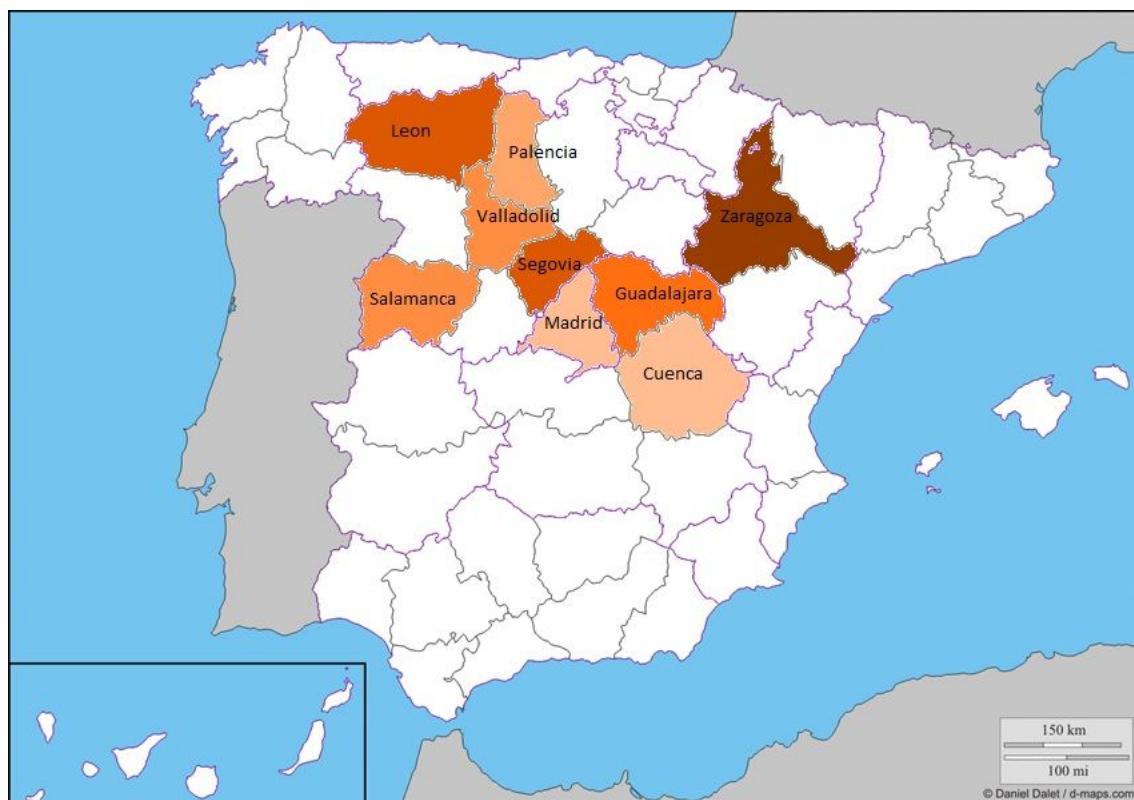 Leon
Palencia
Valladolid
Zaragoza
Segovia
Salamanca
Guadalajara
Madrid
Cuenca
150 km
100 mi
© Daniel Dalet / d-maps.com